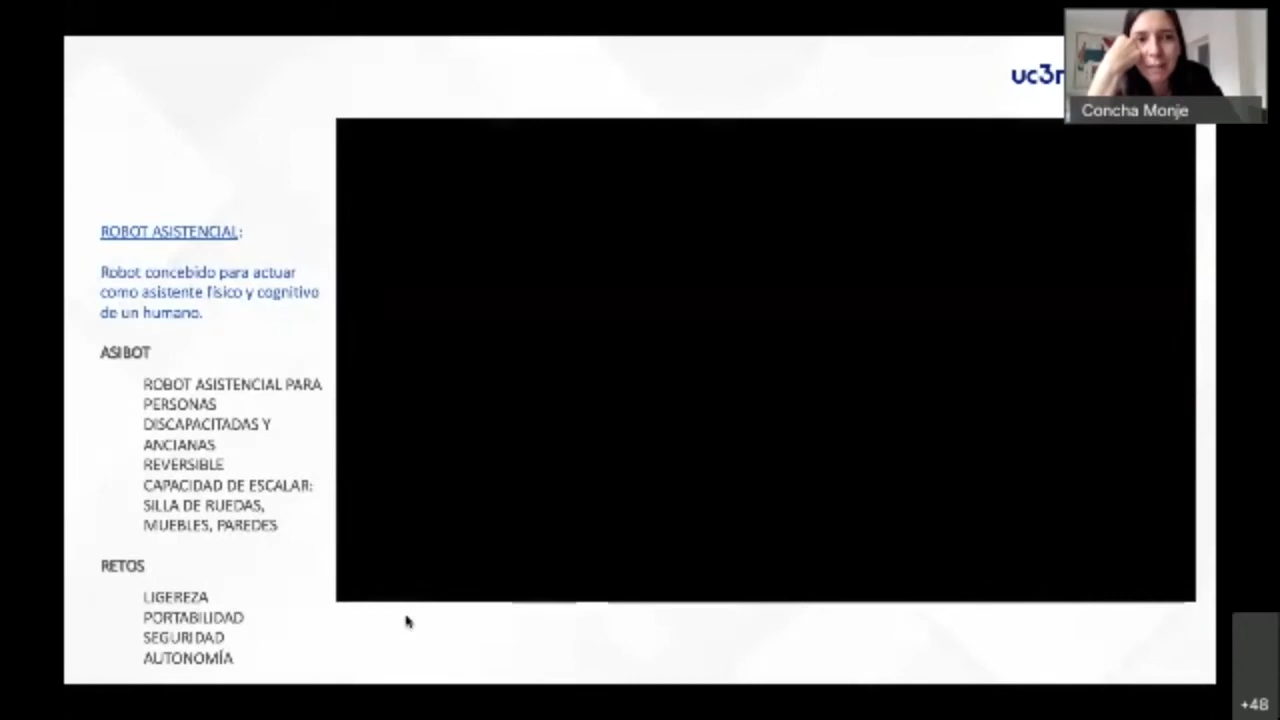 uc3m
Concha Monje
ROBOT ASISTENCIAL:
Robot concebido para actuar
como asistente físico y cognitivo
de un humano.
ASIBOT
ROBOT ASISTENCIAL PARA
PERSONAS
DISCAPACITADAS Y
ANCIANAS
REVERSIBLE
CAPACIDAD DE ESCALAR:
SILLA DE RUEDAS,
MUEBLES, PAREDES
RETOS
LIGEREZA
PORTABILIDAD
SEGURIDAD
AUTONOMÍA
+48